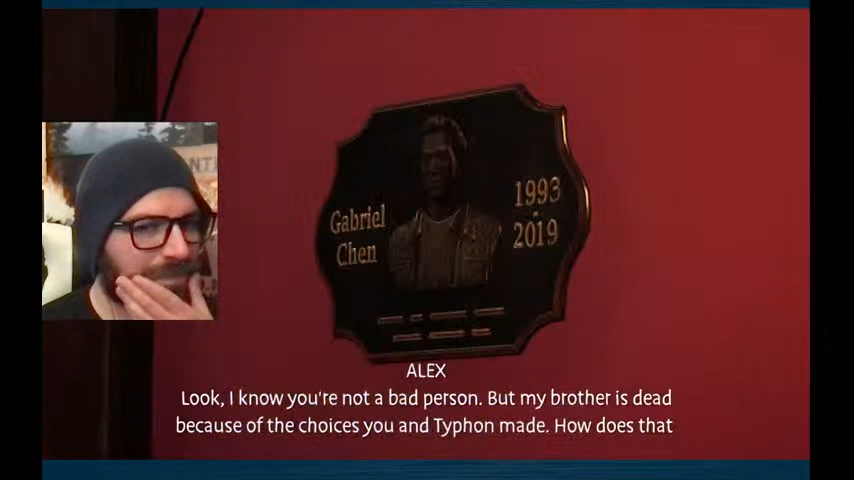 Gabriel
Chen
1993
-
2019
ALEX
Look, I know you're not a bad person. But my brother is dead
because of the choices you and Typhon made. How does that